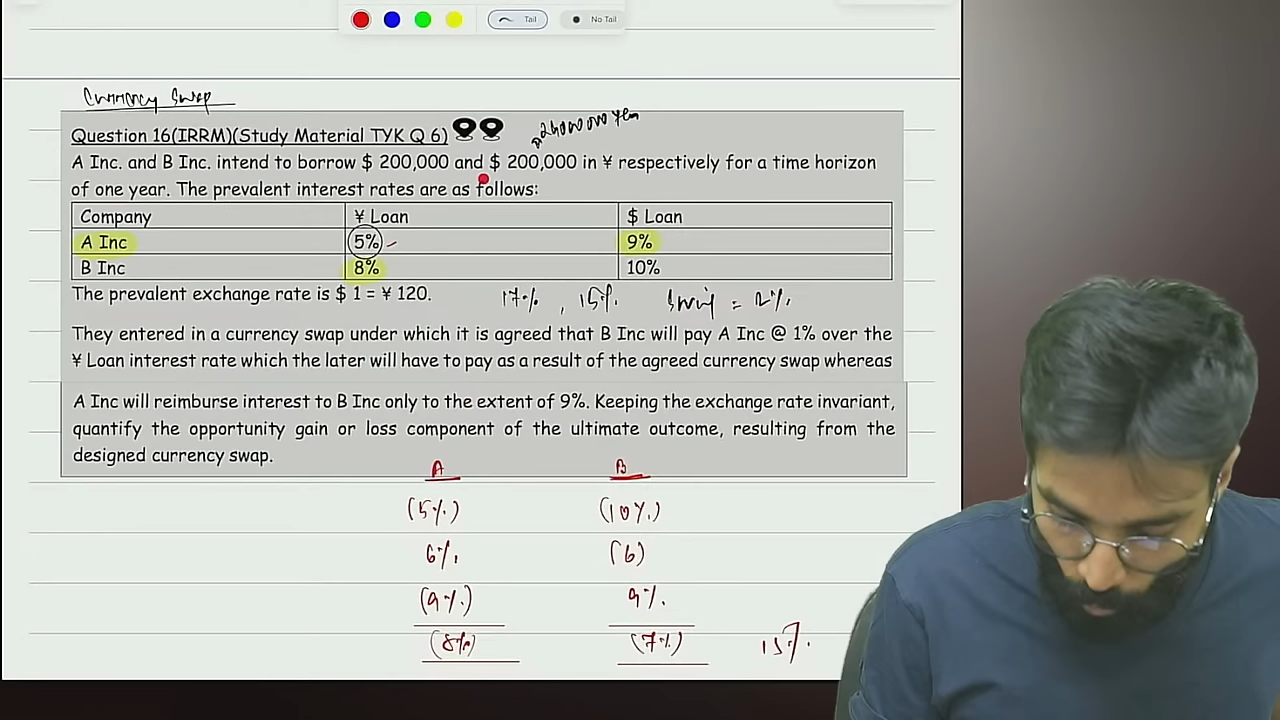 Tail
No Tail
Currency Swap
Question 16(IRRM)(Study Material TYK Q 6)
24000000 yen
A Inc. and B Inc. intend to borrow $ 200,000 and $ 200,000 in ¥ respectively for a time horizon
of one year. The prevalent interest rates are as follows:
Company ¥ Loan $ Loan
A Inc 5% 9%
B Inc 8% 10%
The prevalent exchange rate is $ 1 = ¥ 120.
17% , 15% = 2%
They entered in a currency swap under which it is agreed that B Inc will pay A Inc @ 1% over the
¥ Loan interest rate which the later will have to pay as a result of the agreed currency swap whereas
A Inc will reimburse interest to B Inc only to the extent of 9%. Keeping the exchange rate invariant,
quantify the opportunity gain or loss component of the ultimate outcome, resulting from the
designed currency swap.
A B
(5%) (10%)
6% (6)
(9%) 9%
(8%) (7%) 15%